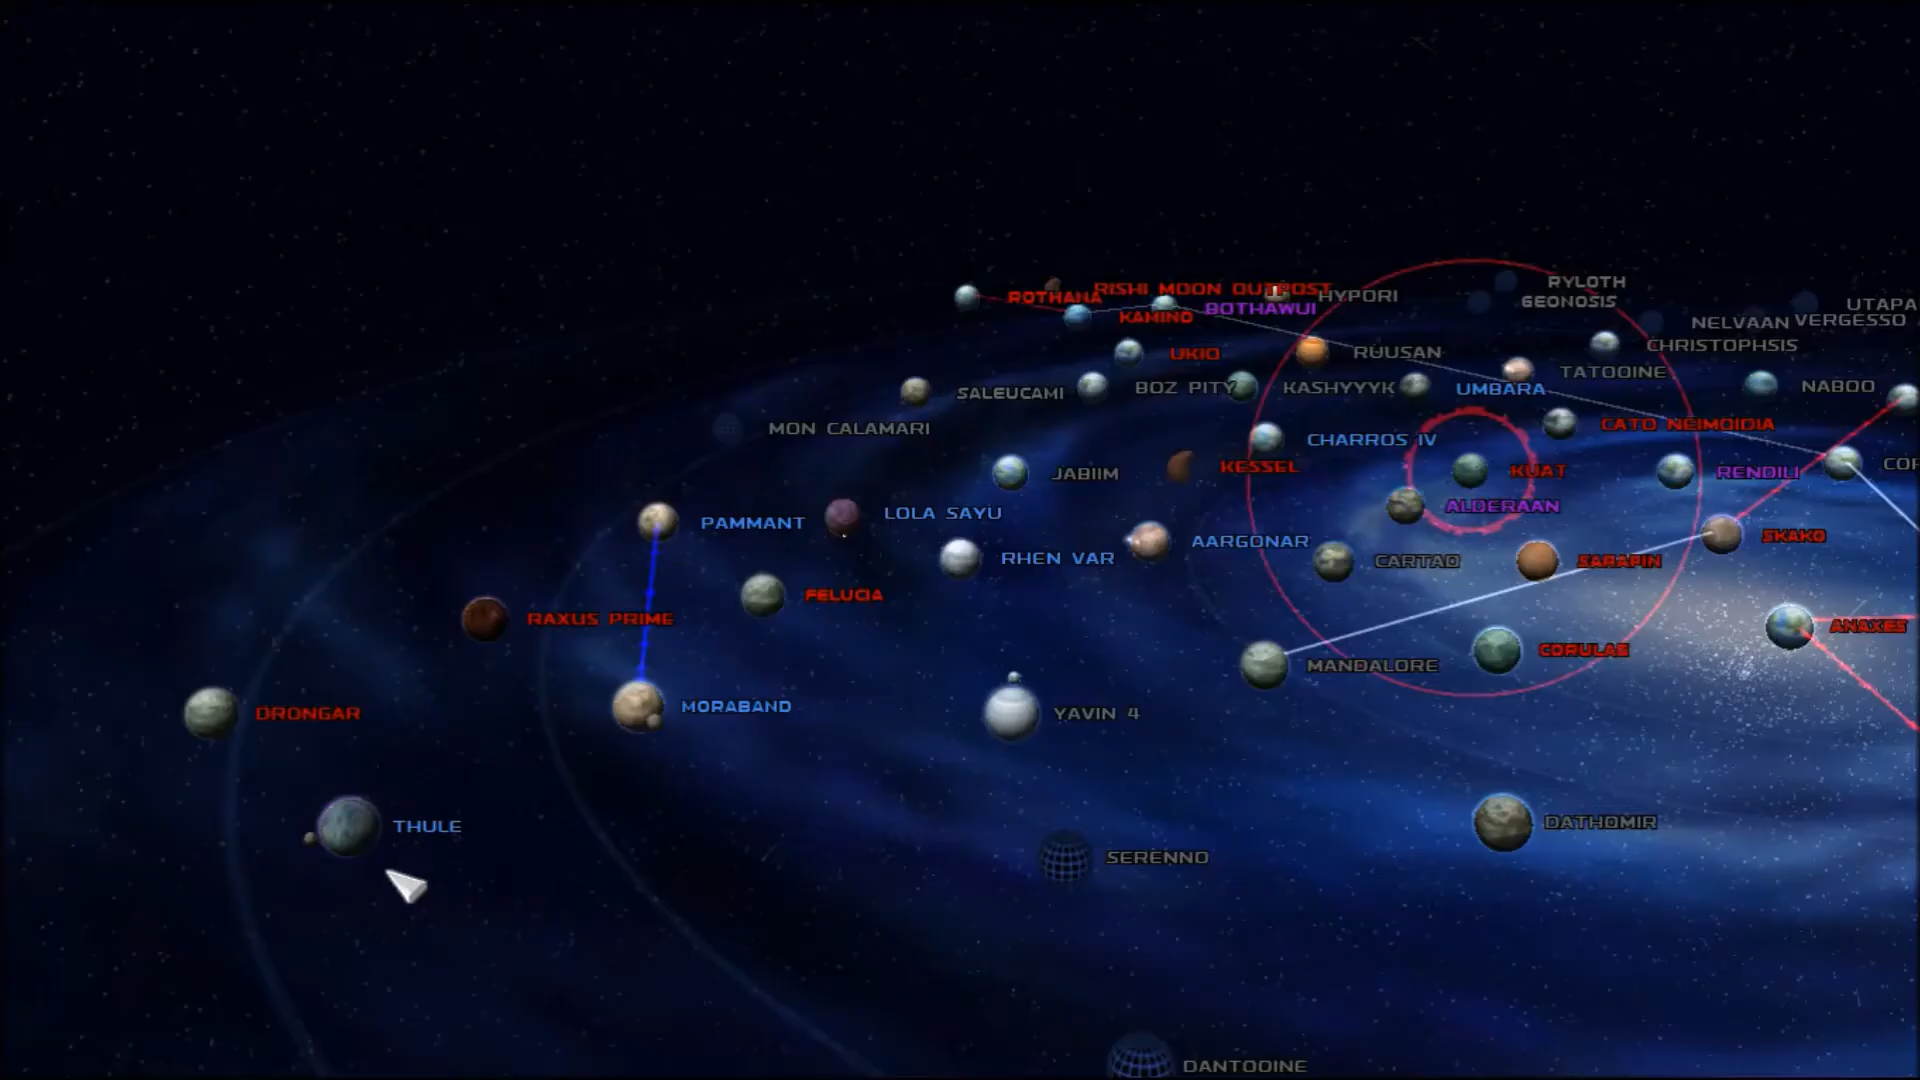 RYLOTH
RISHI MOON OUTPOST
HYPORI
ROTHANA
GEONOSIS
UTAPA
BOTHAWUI
KAMINO
NELVAAN
VERGESSO
CHRISTOPHSIS
UKIO
RUUSAN
TATOOINE
SALEUCAMI
BOZ PITY
KASHYYYK
UMBARA
NABOO
MON CALAMARI
CATO NEIMOIDIA
CHARROS IV
JABIIM
KESSEL
KUAT
RENDILI
COR
PAMMANT
LOLA SAYU
ALDERAAN
RHEN VAR
AARGONAR
CARTAO
SARAPIN
SKAKO
RAXUS PRIME
FELUCIA
ANAXES
CORULAG
MANDALORE
DRONGAR
MORABAND
YAVIN 4
THULE
DATHOMIR
SERENNO
DANTOOINE